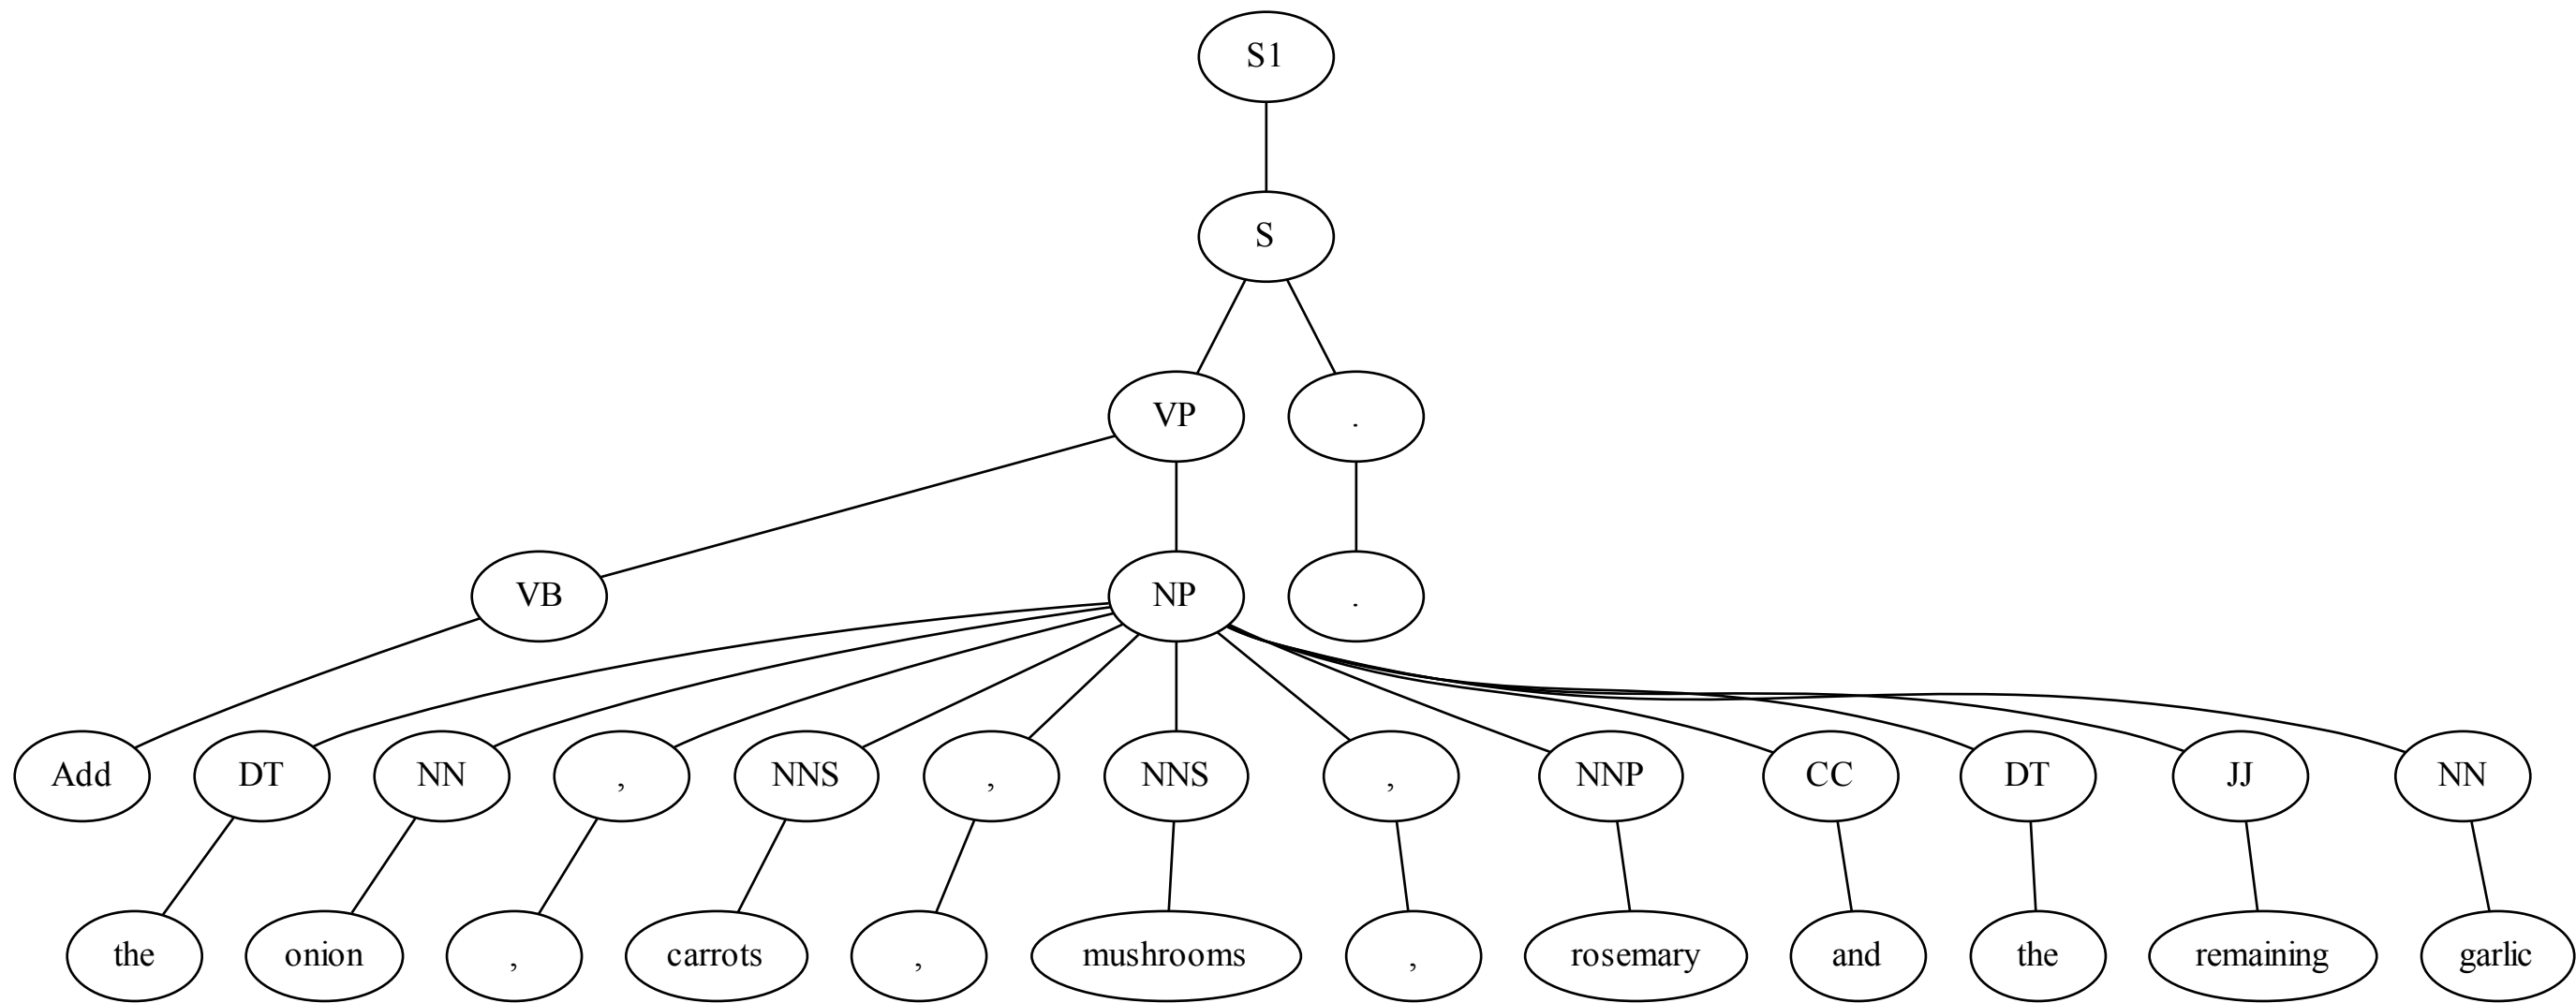 S1
S
VP .
VB NP .
Add DT NN , NNS , NNS , NNP CC DT JJ NN
the onion , carrots , mushrooms , rosemary and the remaining garlic